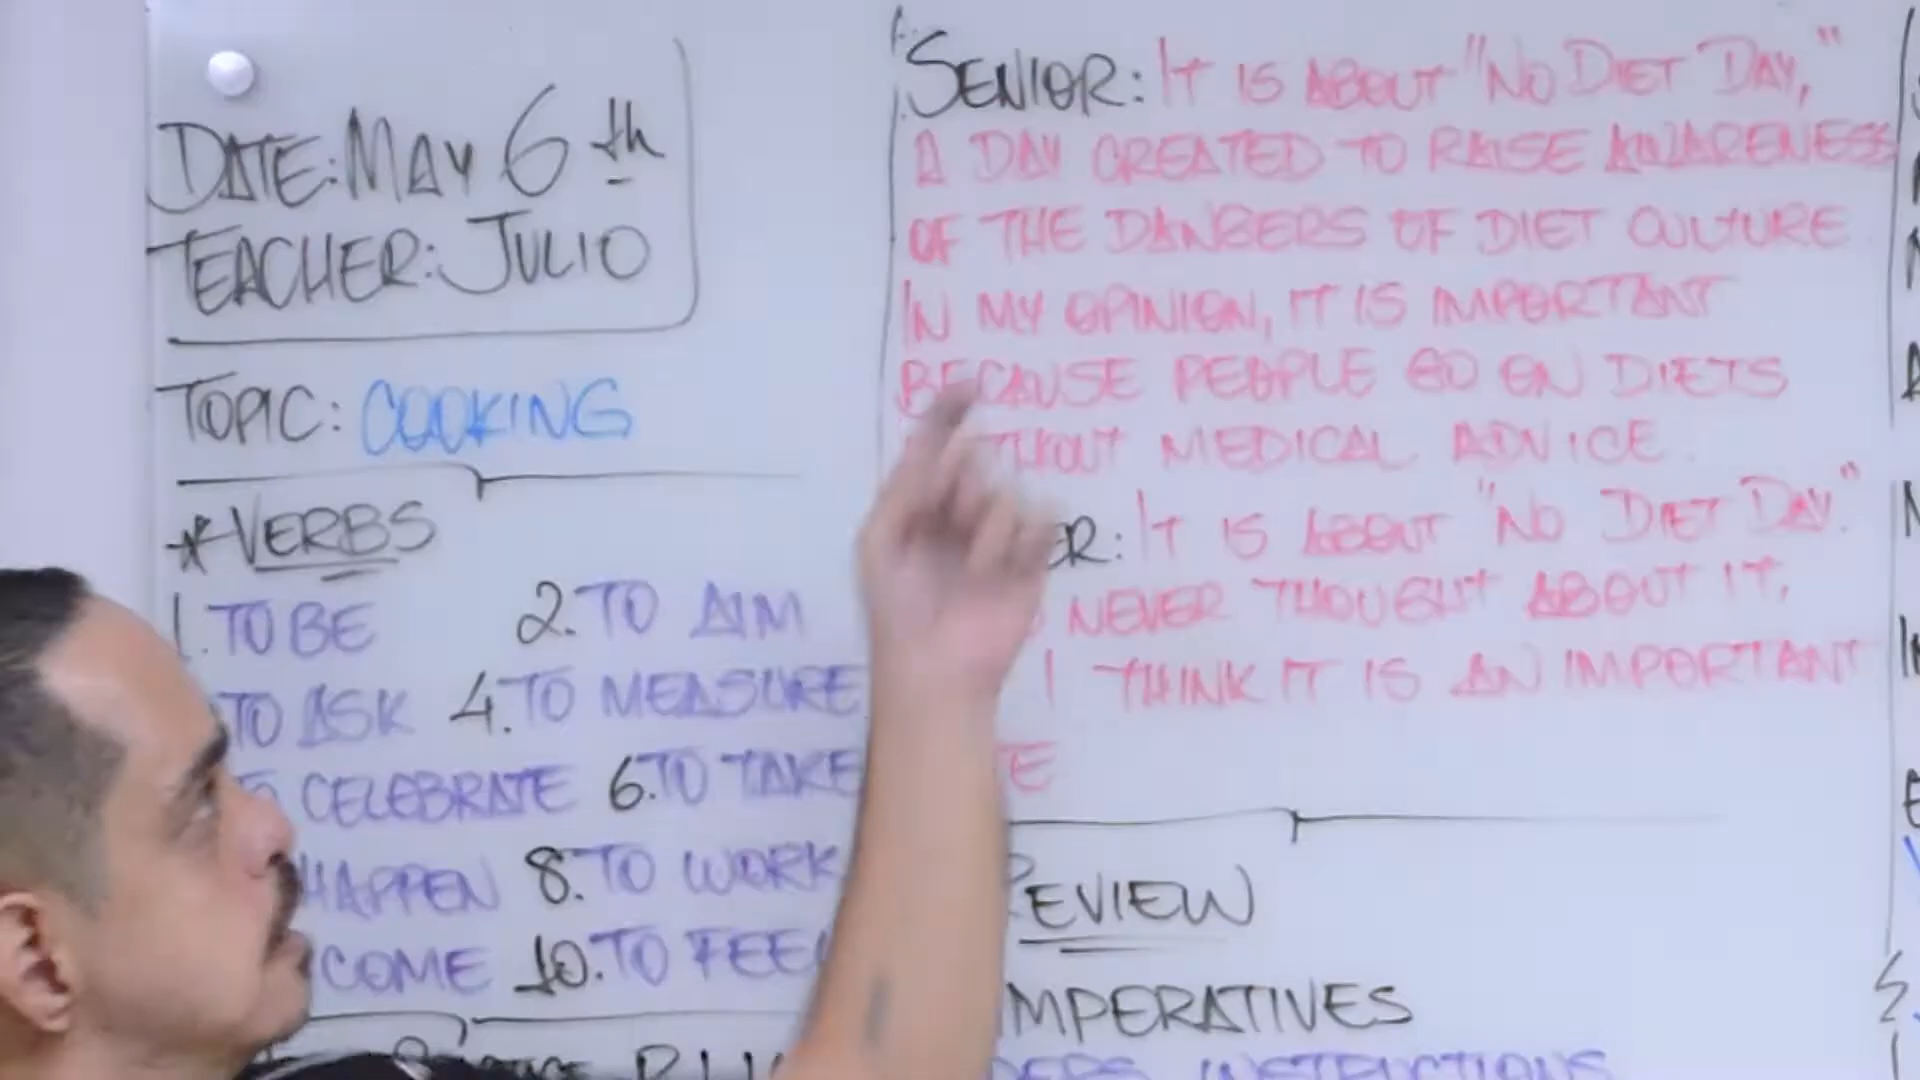 DATE: MAY 6th
TEACHER: JULIO
TOPIC: COOKING
*VERBS
1. TO BE 2. TO AIM
TO ASK 4. TO MEASURE
CELEBRATE 6. TO TAKE
HAPPEN 8. TO WORK
COME 10. TO FEEL
SENIOR: IT IS ABOUT "NO DIET DAY,"
A DAY CREATED TO RAISE AWARENESS
OF THE DANGERS OF DIET CULTURE
IN MY OPINION, IT IS IMPORTANT
BECAUSE PEOPLE GO ON DIETS
MEDICAL ADVICE.
IT IS ABOUT "NO DIET DAY."
NEVER THOUGHT ABOUT IT,
I THINK IT IS AN IMPORTANT
REVIEW
IMPERATIVES
INSTRUCTIONS